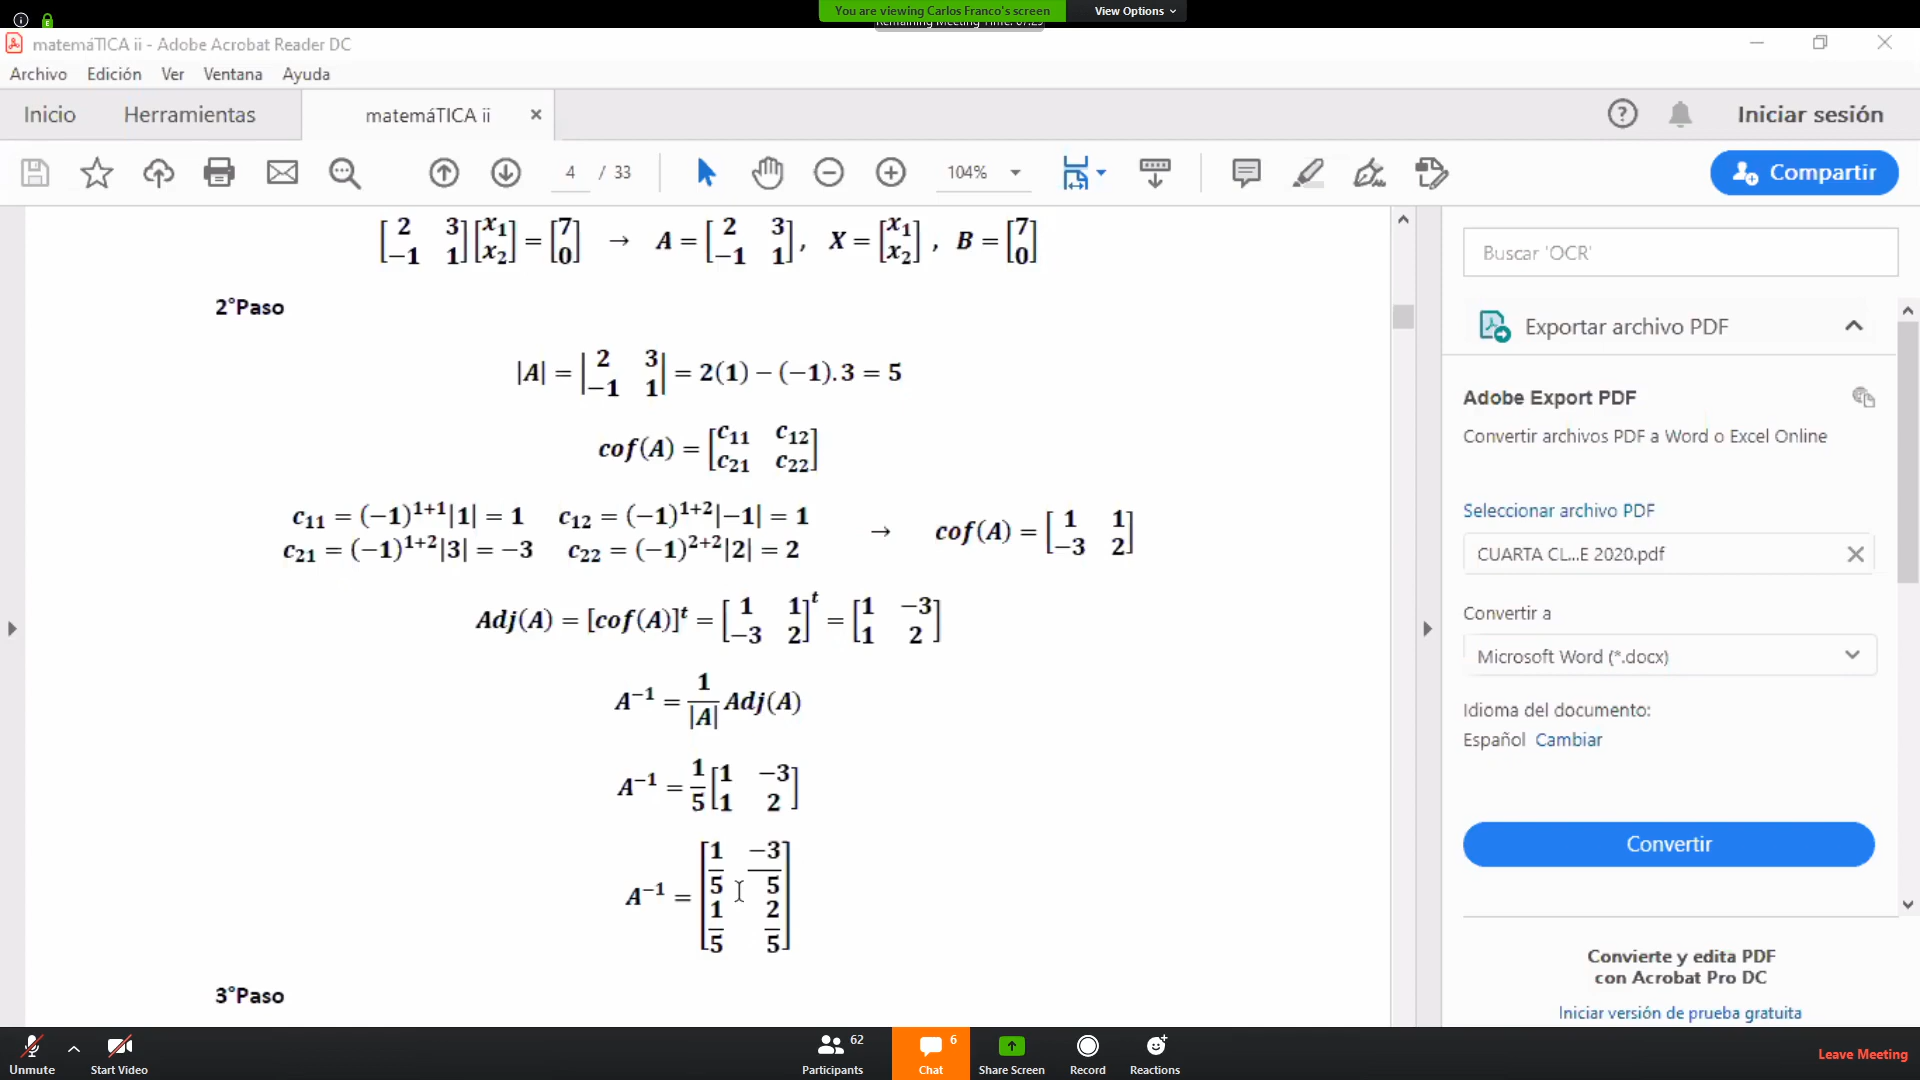 You are viewing Carlos Franco's screen
View Options
matemáTICA ii - Adobe Acrobat Reader DC
Archivo Edición Ver Ventana Ayuda
Inicio Herramientas matemáTICA ii × Iniciar sesión
4 / 33 104% Compartir
[2 3; −1 1][x₁; x₂] = [7; 0] → A = [2 3; −1 1], X = [x₁; x₂], B = [7; 0]
2°Paso
|A| = |2 3; −1 1| = 2(1) − (−1).3 = 5
cof(A) = [c₁₁ c₁₂; c₂₁ c₂₂]
c₁₁ = (−1)¹⁺¹|1| = 1 c₁₂ = (−1)¹⁺²|−1| = 1
c₂₁ = (−1)¹⁺²|3| = −3 c₂₂ = (−1)²⁺²|2| = 2 → cof(A) = [1 1; −3 2]
Adj(A) = [cof(A)]ᵗ = [1 1; −3 2]ᵗ = [1 −3; 1 2]
A⁻¹ = 1/|A| Adj(A)
A⁻¹ = 1/5 [1 −3; 1 2]
A⁻¹ = [1/5 −3/5; 1/5 2/5]
3°Paso
Buscar 'OCR'
Exportar archivo PDF
Adobe Export PDF
Convertir archivos PDF a Word o Excel Online
Seleccionar archivo PDF
CUARTA CL...E 2020.pdf
Convertir a
Microsoft Word (*.docx)
Idioma del documento:
Español Cambiar
Convertir
Convierte y edita PDF
con Acrobat Pro DC
Iniciar versión de prueba gratuita
Unmute Start Video Participants 62 Chat 6 Share Screen Record Reactions Leave Meeting